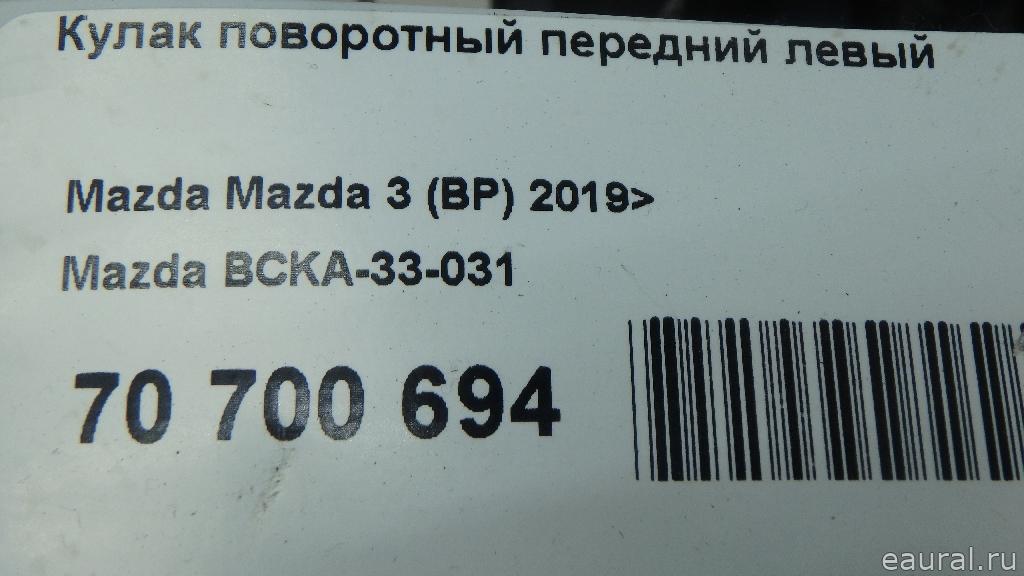 Кулак поворотный передний левый
Mazda Mazda 3 (BP) 2019>
Mazda BCKA-33-031
70 700 694
eaural.ru